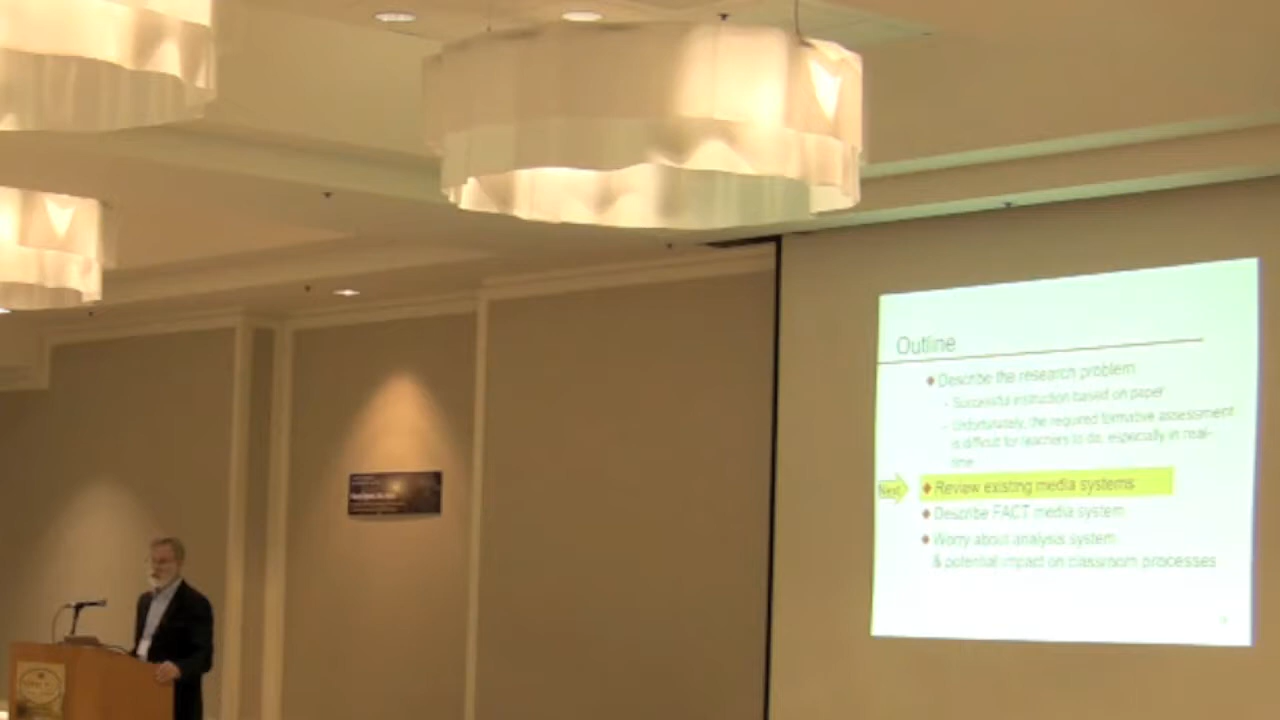 Outline
Describe the research problem
- Successful instruction based on paper
- Unfortunately, the required formative assessment
is difficult for teachers to do, especially in real-
time
Next
Review existing media systems
Describe FACT media system
Worry about analysis system
& potential impact on classroom processes